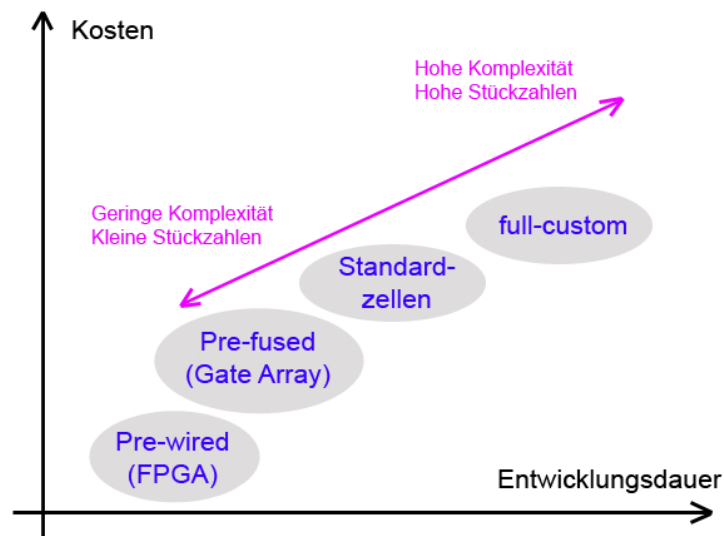 Kosten
Hohe Komplexität
Hohe Stückzahlen
Geringe Komplexität
Kleine Stückzahlen
full-custom
Standard-
zellen
Pre-fused
(Gate Array)
Pre-wired
(FPGA)
Entwicklungsdauer